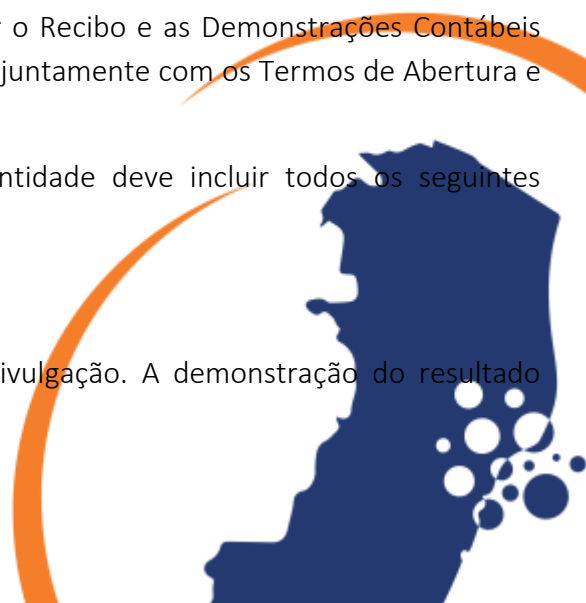 o Recibo e as Demonstrações Contábeis
juntamente com os Termos de Abertura e
ntidade deve incluir todos os seguintes
ivulgação. A demonstração do resultado